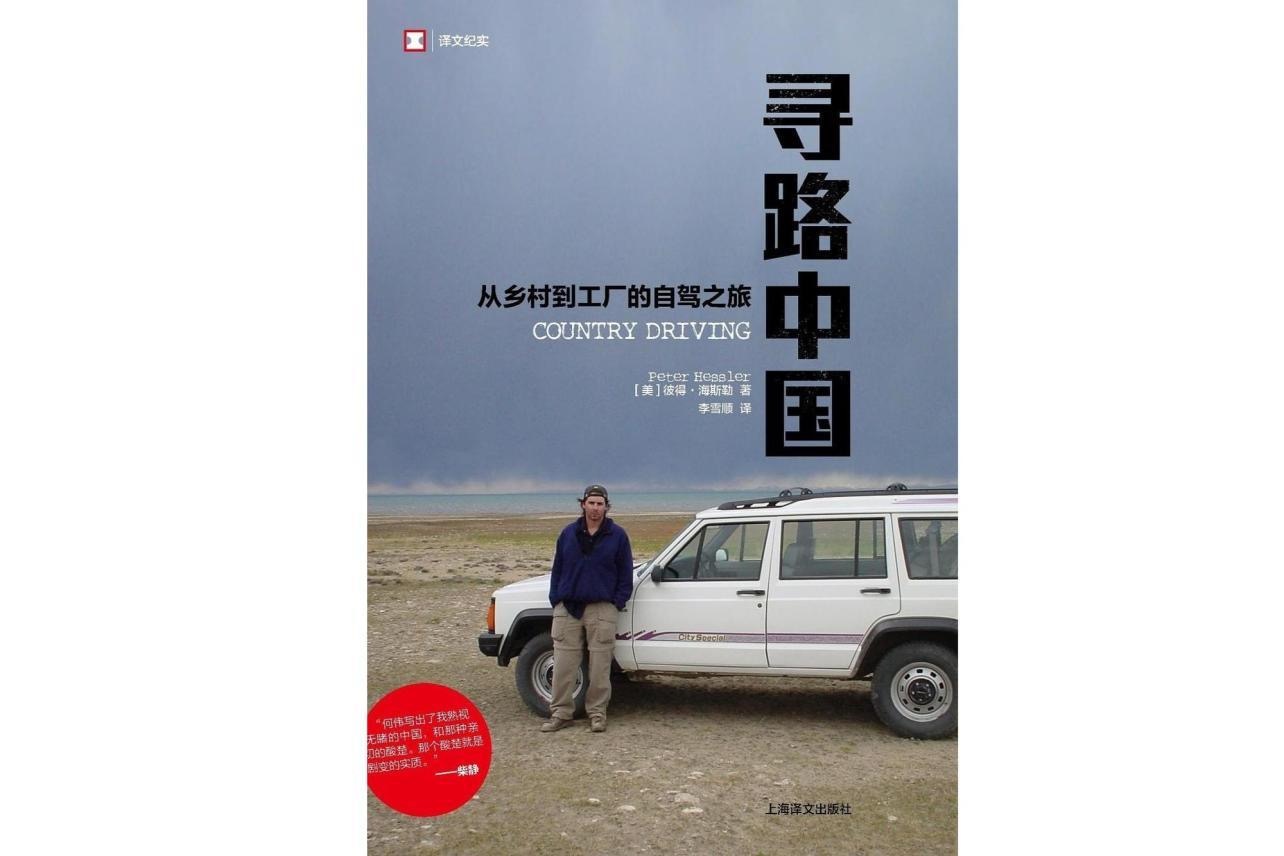 译文纪实
寻路中国
从乡村到工厂的自驾之旅
COUNTRY DRIVING
Peter Hessler
[美]彼得·海斯勒 著
李雪顺 译
City Special
“何伟写出了我熟视
无睹的中国,和那种亲
切的酸楚。那个酸楚就是
剧变的实质。”
——柴静
上海译文出版社